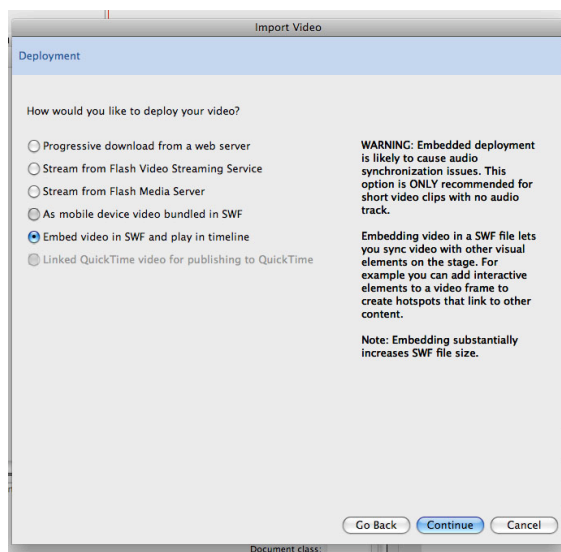 Import Video
Deployment
How would you like to deploy your video?
Progressive download from a web server
Stream from Flash Video Streaming Service
Stream from Flash Media Server
As mobile device video bundled in SWF
Embed video in SWF and play in timeline
Linked QuickTime video for publishing to QuickTime
WARNING: Embedded deployment
is likely to cause audio
synchronization issues. This
option is ONLY recommended for
short video clips with no audio
track.
Embedding video in a SWF file lets
you sync video with other visual
elements on the stage. For
example you can add interactive
elements to a video frame to
create hotspots that link to other
content.
Note: Embedding substantially
increases SWF file size.
Go Back
Continue
Cancel
Document class: